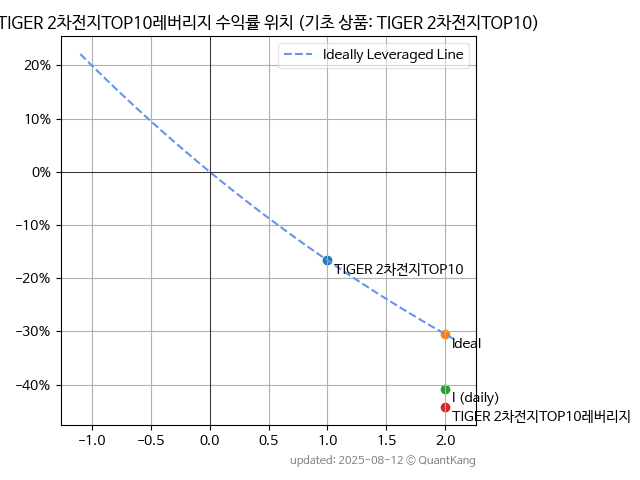 TIGER 2차전지TOP10레버리지 수익률 위치 (기초 상품: TIGER 2차전지TOP10)
Ideally Leveraged Line
20%
10%
0%
−10%
TIGER 2차전지TOP10
−20%
−30%
Ideal
−40%
l (daily)
TIGER 2차전지TOP10레버리지
−1.0 −0.5 0.0 0.5 1.0 1.5 2.0
updated: 2025-08-12 © QuantKang